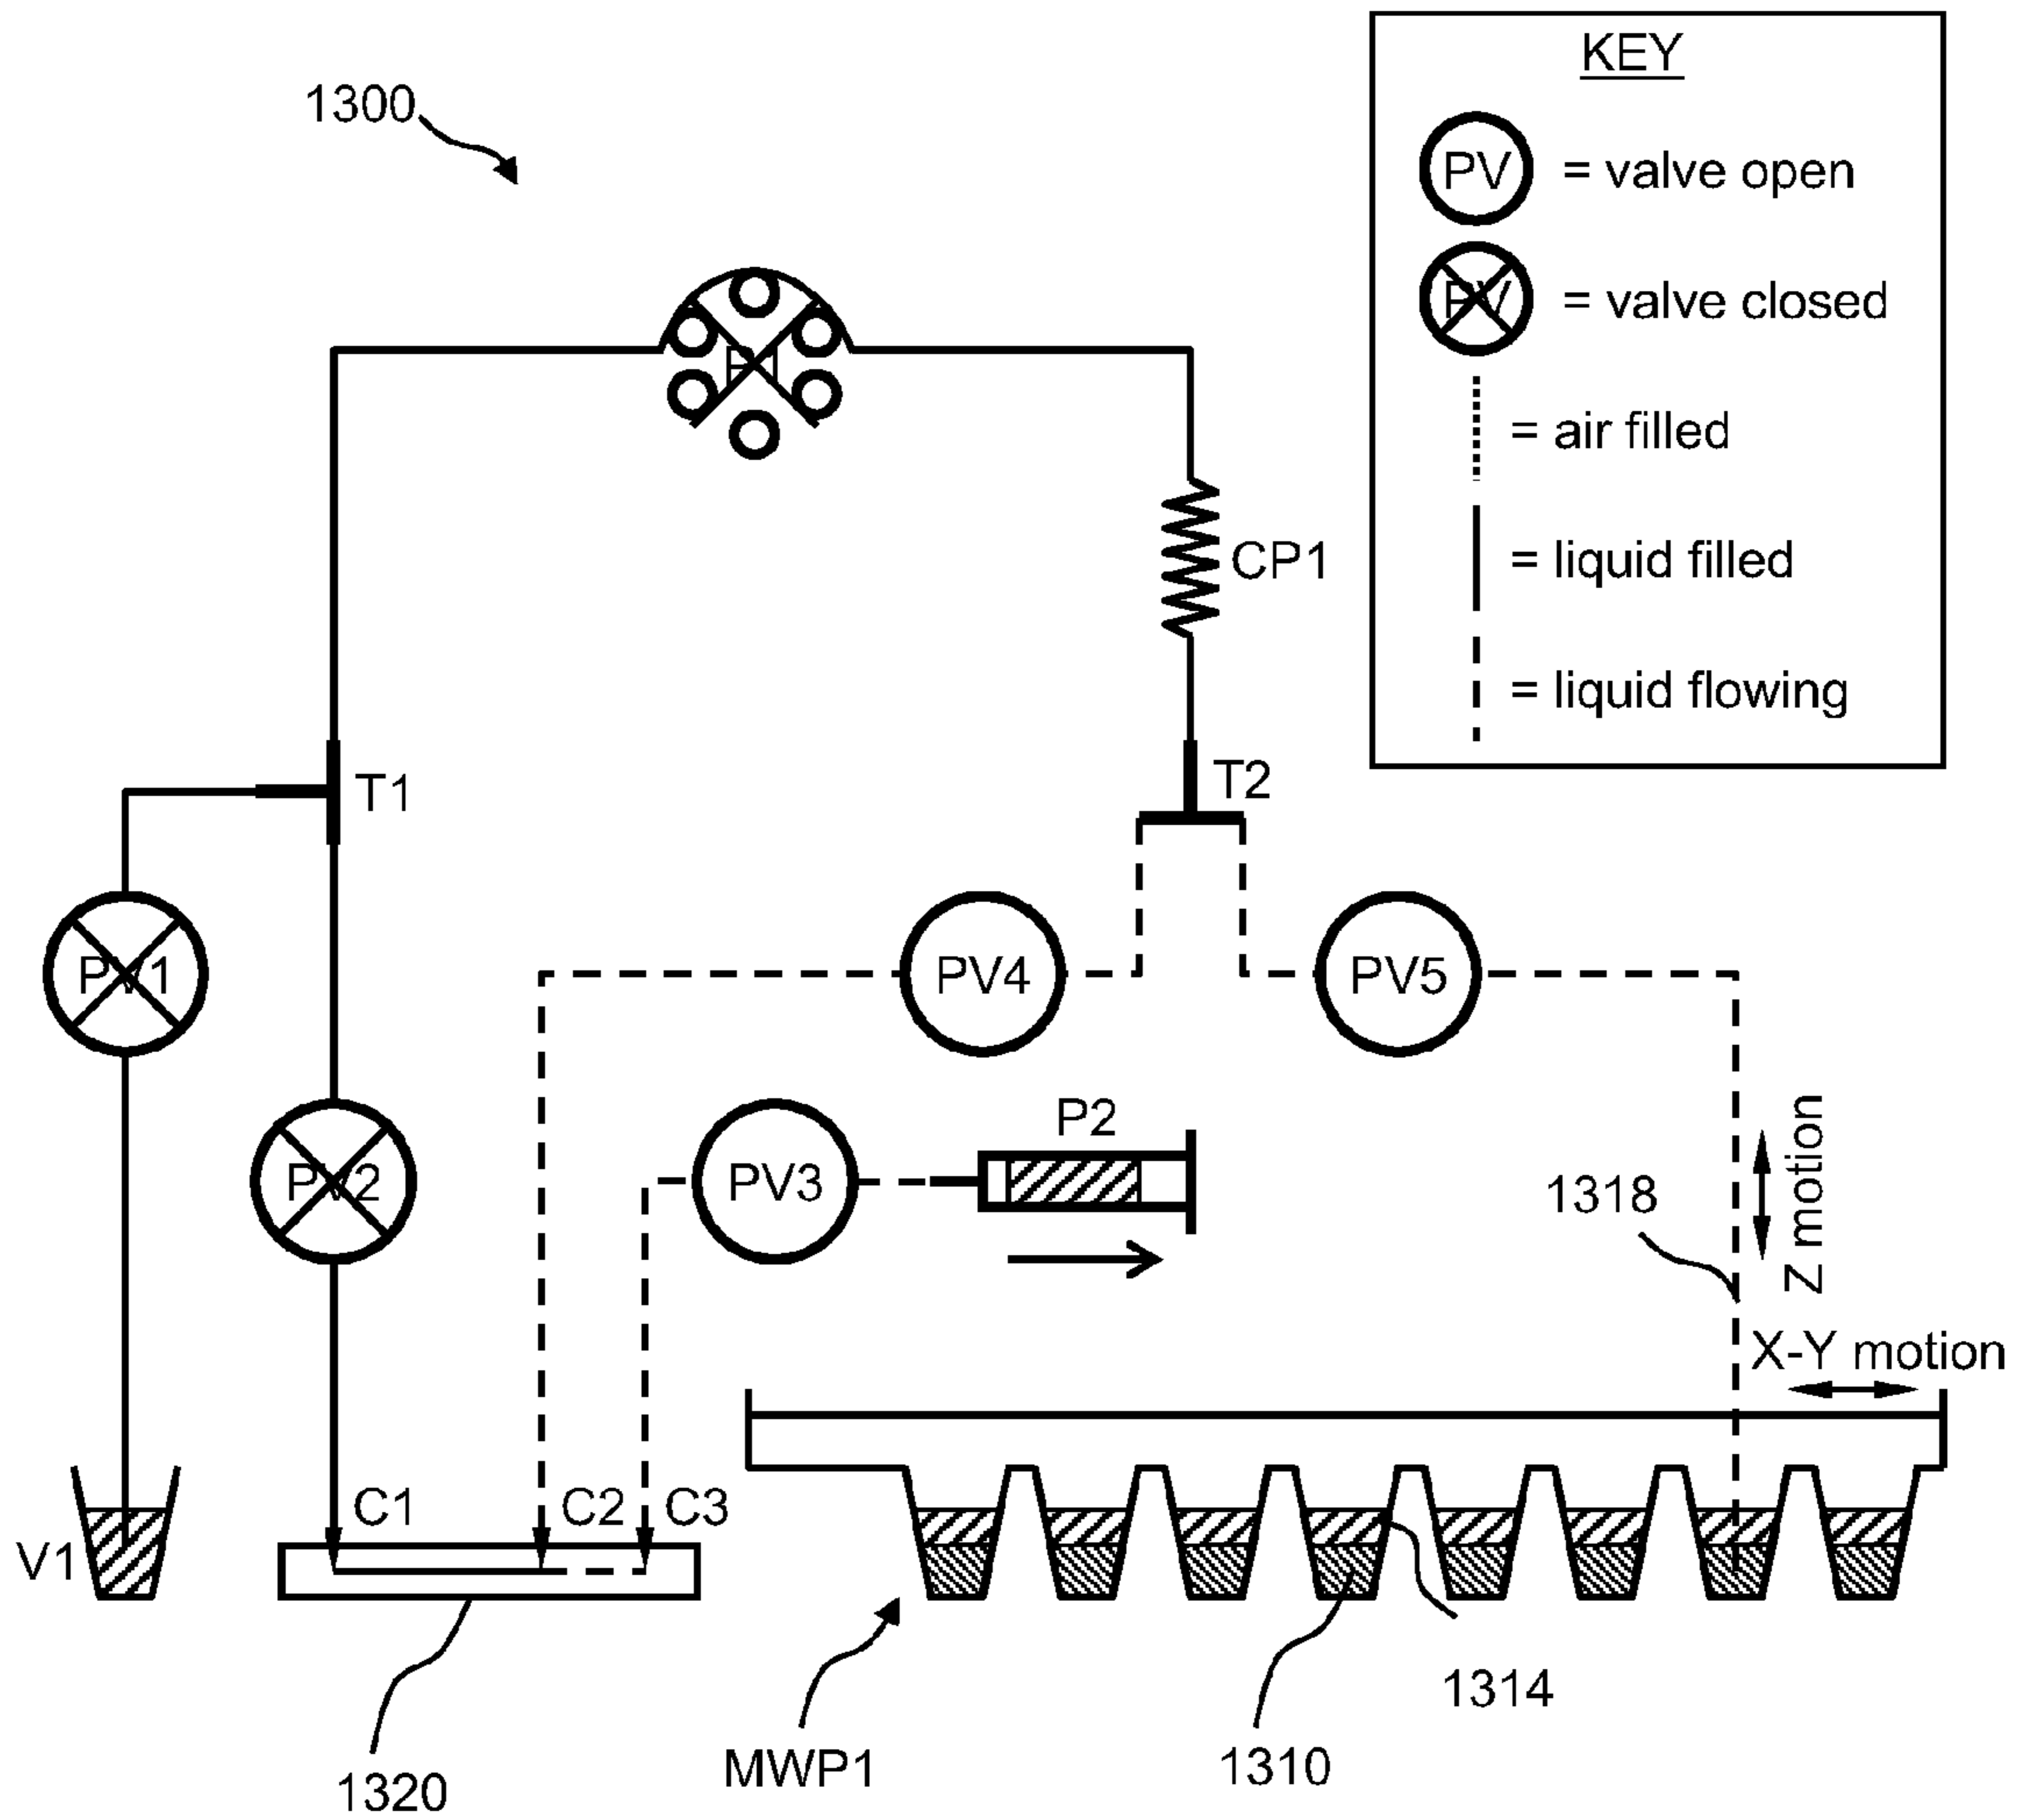 KEY
1300
PV = valve open
PV = valve closed
= air filled
= liquid filled
= liquid flowing
CP1
T1
T2
PV1
PV4
PV5
PV2
PV3
P2
1318
Z motion
X-Y motion
V1
C1
C2
C3
1314
MWP1
1310
1320